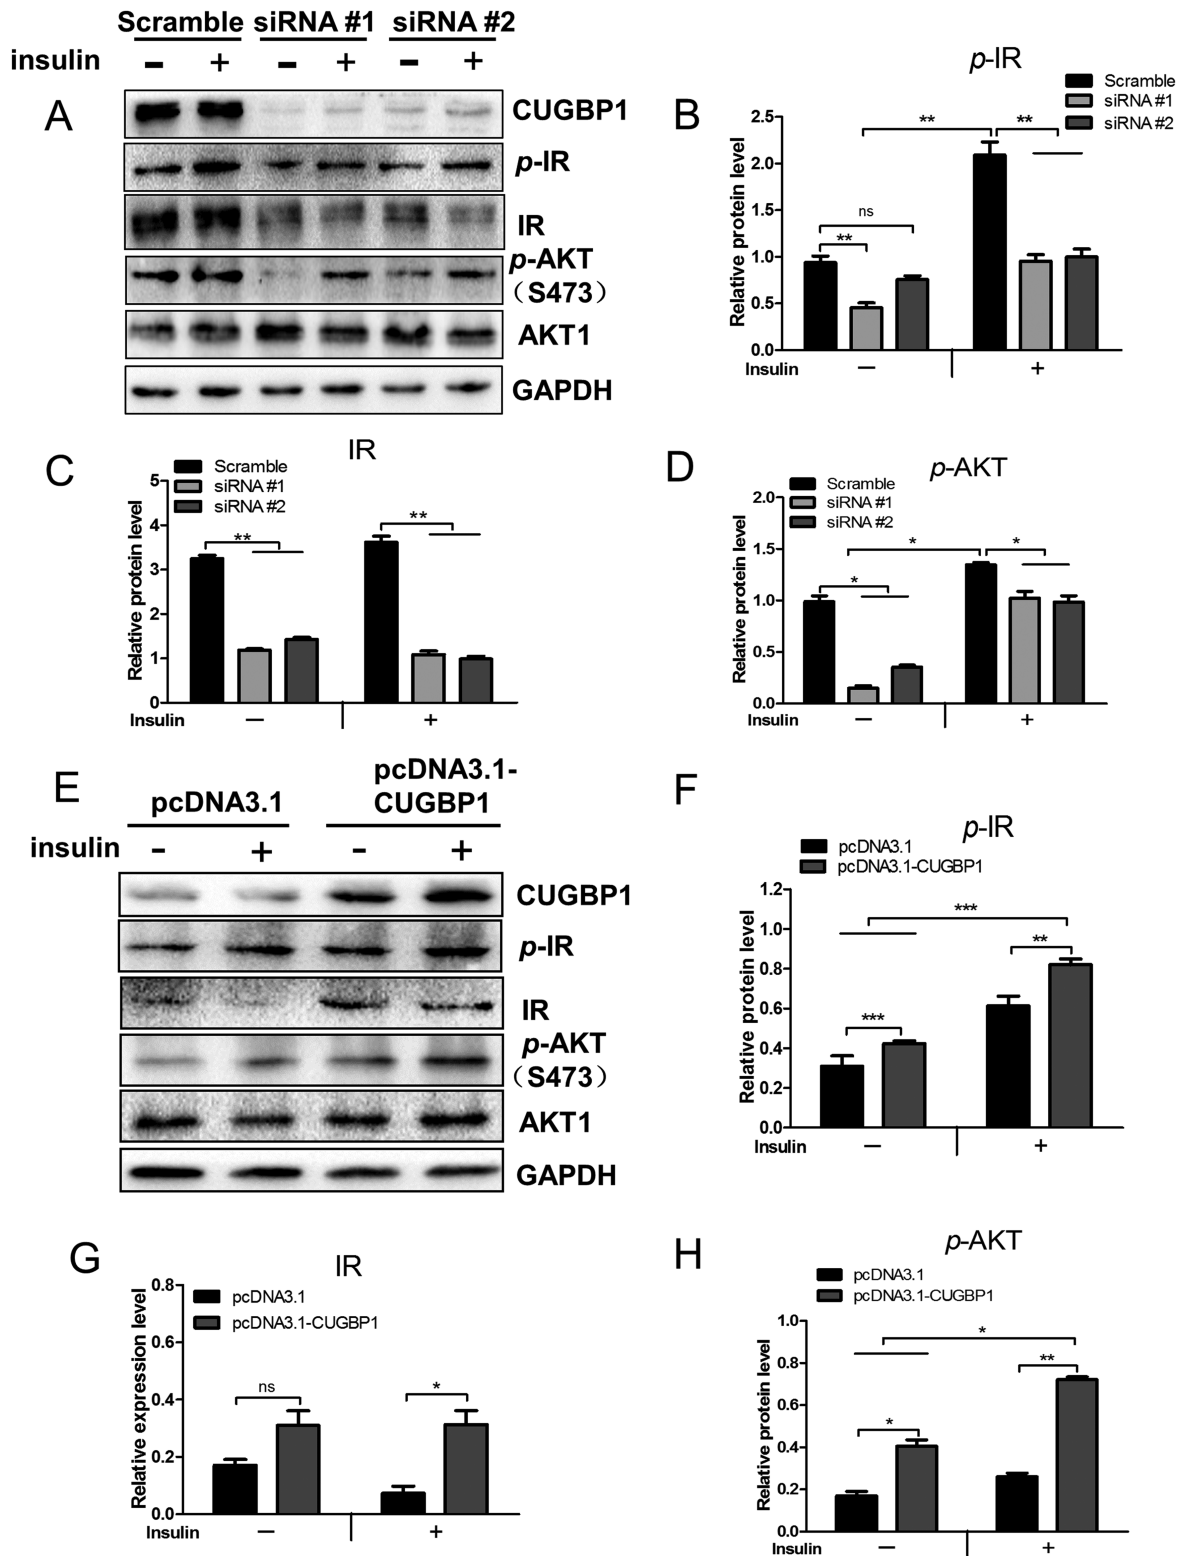 Scramble siRNA #1 siRNA #2
insulin - + - + - +
A
CUGBP1
p-IR
IR
p-AKT
（S473）
AKT1
GAPDH
B
p-IR
Scramble
siRNA #1
siRNA #2
Relative protein level
2.5
2.0
1.5
1.0
0.5
0.0
**
**
ns
**
Insulin — +
C
IR
Scramble
siRNA #1
siRNA #2
Relative protein level
5
4
3
2
1
0
**
**
Insulin — +
D
p-AKT
Scramble
siRNA #1
siRNA #2
Relative protein level
2.0
1.5
1.0
0.5
0.0
*
*
*
Insulin — +
E
pcDNA3.1
pcDNA3.1-
CUGBP1
insulin - + - +
CUGBP1
p-IR
IR
p-AKT
（S473）
AKT1
GAPDH
F
p-IR
pcDNA3.1
pcDNA3.1-CUGBP1
Relative protein level
1.2
1.0
0.8
0.6
0.4
0.2
0.0
***
**
***
Insulin — +
G
IR
pcDNA3.1
pcDNA3.1-CUGBP1
Relative expression level
0.8
0.6
0.4
0.2
0.0
ns
*
Insulin — +
H
p-AKT
pcDNA3.1
pcDNA3.1-CUGBP1
Relative protein level
1.0
0.8
0.6
0.4
0.2
0.0
*
**
*
Insulin — +